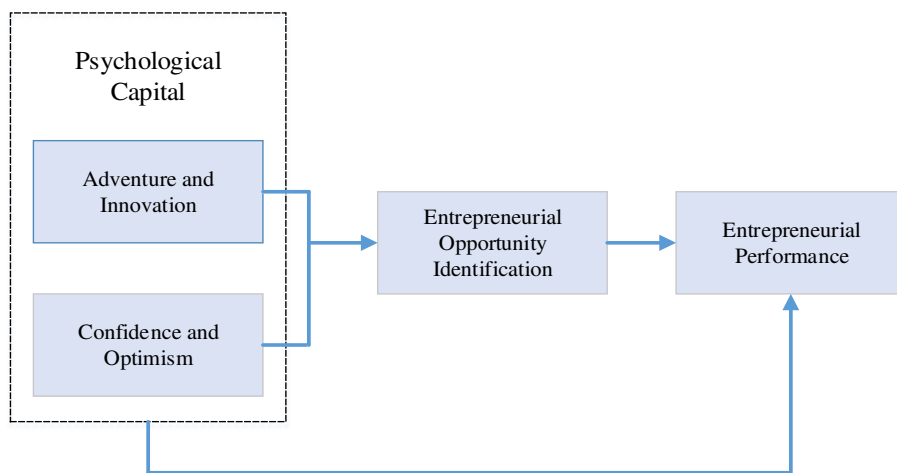 Psychological
Capital
Adventure and
Innovation
Confidence and
Optimism
Entrepreneurial
Opportunity
Identification
Entrepreneurial
Performance